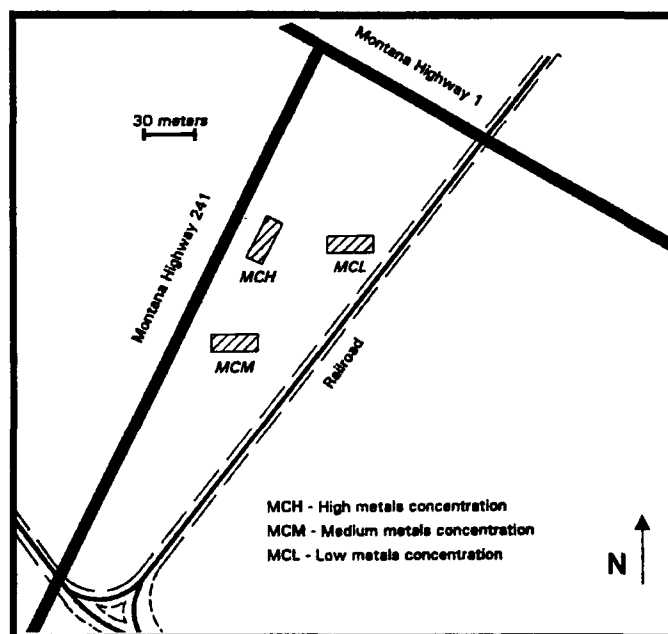 Montana Highway 1
30 meters
Montana Highway 241
MCH
MCL
MCM
Railroad
MCH - High metals concentration
MCM - Medium metals concentration
MCL - Low metals concentration
N